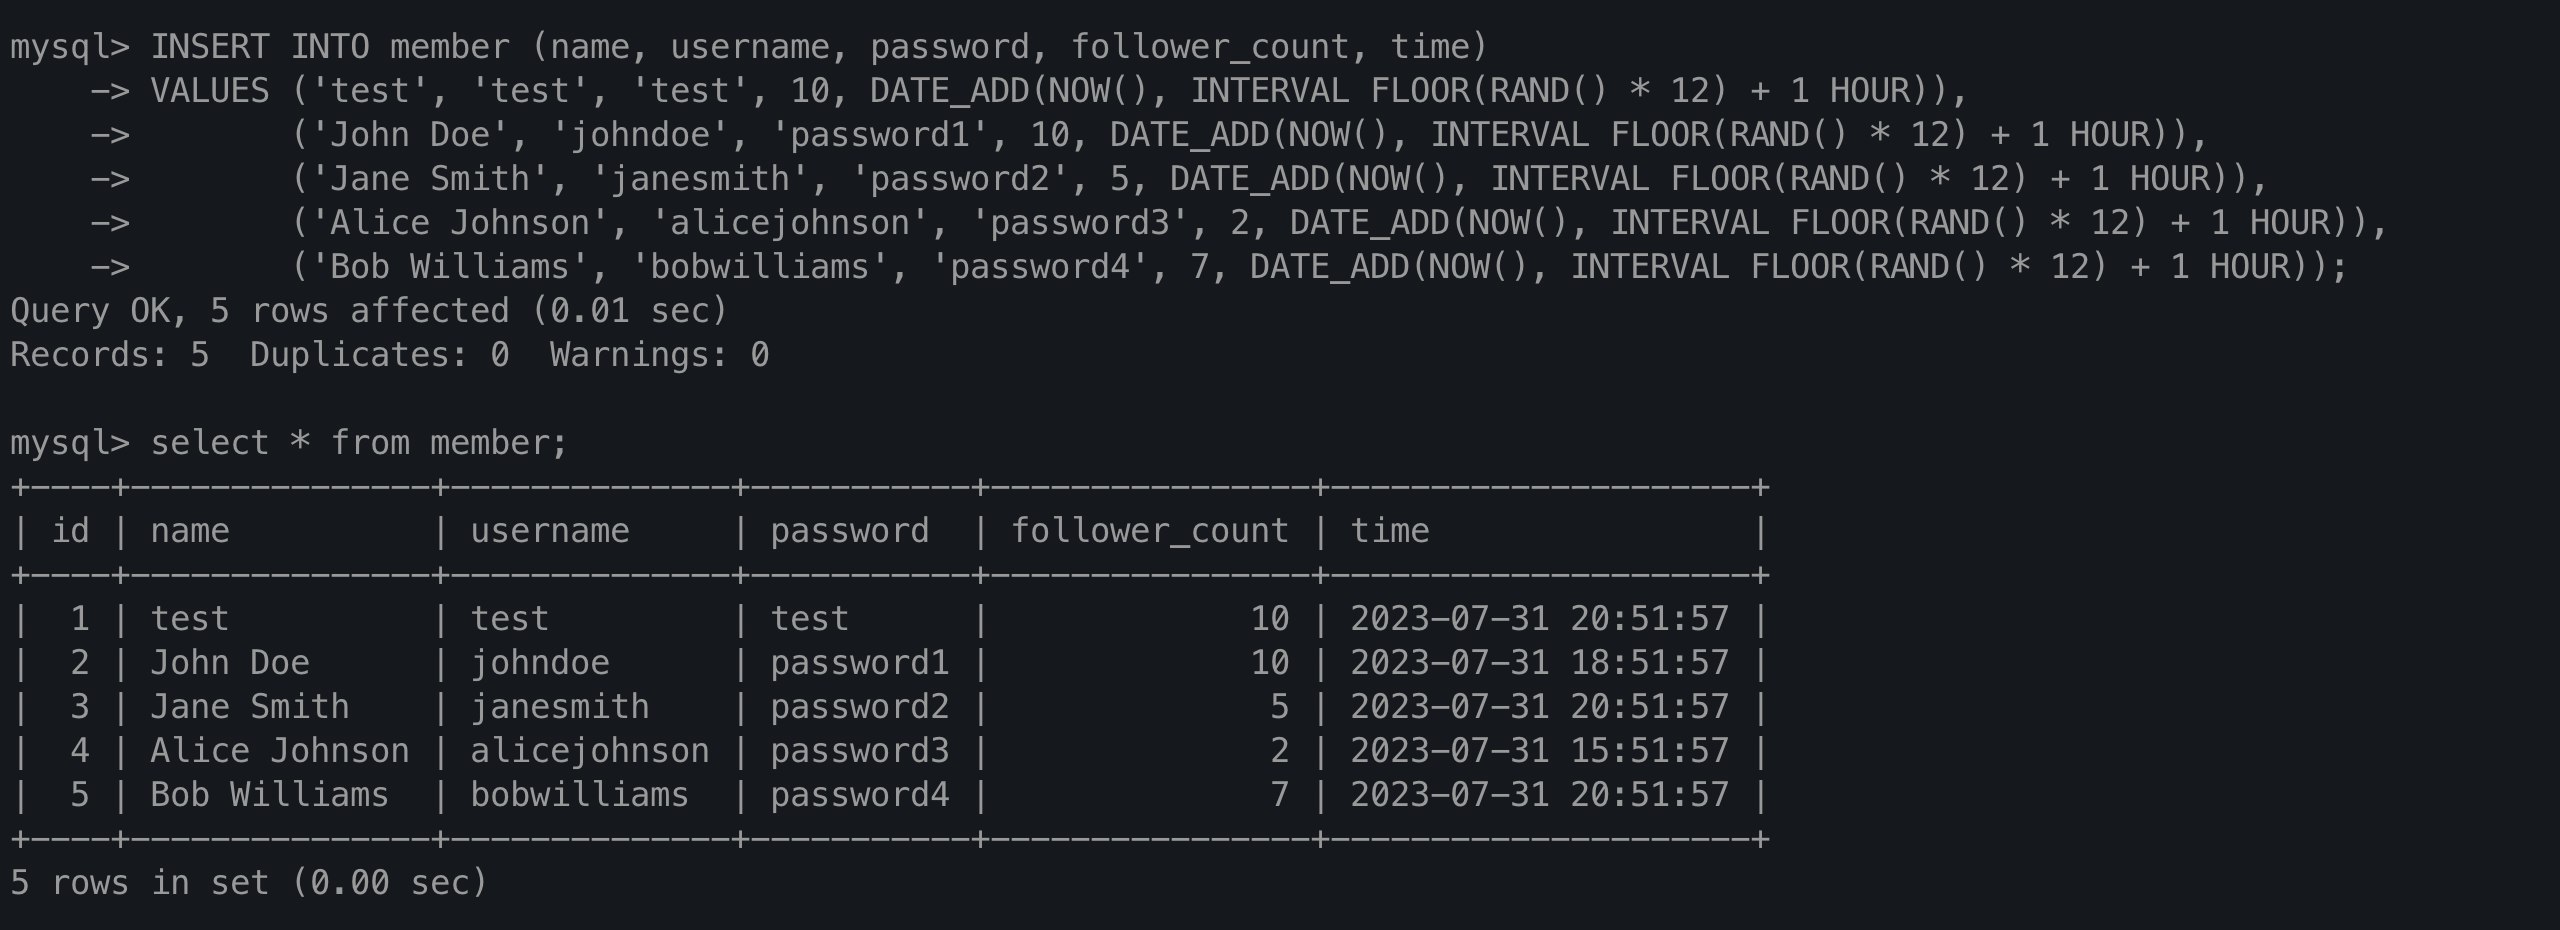 mysql> INSERT INTO member (name, username, password, follower_count, time)
    -> VALUES ('test', 'test', 'test', 10, DATE_ADD(NOW(), INTERVAL FLOOR(RAND() * 12) + 1 HOUR)),
    ->        ('John Doe', 'johndoe', 'password1', 10, DATE_ADD(NOW(), INTERVAL FLOOR(RAND() * 12) + 1 HOUR)),
    ->        ('Jane Smith', 'janesmith', 'password2', 5, DATE_ADD(NOW(), INTERVAL FLOOR(RAND() * 12) + 1 HOUR)),
    ->        ('Alice Johnson', 'alicejohnson', 'password3', 2, DATE_ADD(NOW(), INTERVAL FLOOR(RAND() * 12) + 1 HOUR)),
    ->        ('Bob Williams', 'bobwilliams', 'password4', 7, DATE_ADD(NOW(), INTERVAL FLOOR(RAND() * 12) + 1 HOUR));
Query OK, 5 rows affected (0.01 sec)
Records: 5  Duplicates: 0  Warnings: 0

mysql> select * from member;
+----+---------------+--------------+-----------+----------------+---------------------+
| id | name          | username     | password  | follower_count | time                |
+----+---------------+--------------+-----------+----------------+---------------------+
|  1 | test          | test         | test      |             10 | 2023-07-31 20:51:57 |
|  2 | John Doe      | johndoe      | password1 |             10 | 2023-07-31 18:51:57 |
|  3 | Jane Smith    | janesmith    | password2 |              5 | 2023-07-31 20:51:57 |
|  4 | Alice Johnson | alicejohnson | password3 |              2 | 2023-07-31 15:51:57 |
|  5 | Bob Williams  | bobwilliams  | password4 |              7 | 2023-07-31 20:51:57 |
+----+---------------+--------------+-----------+----------------+---------------------+
5 rows in set (0.00 sec)